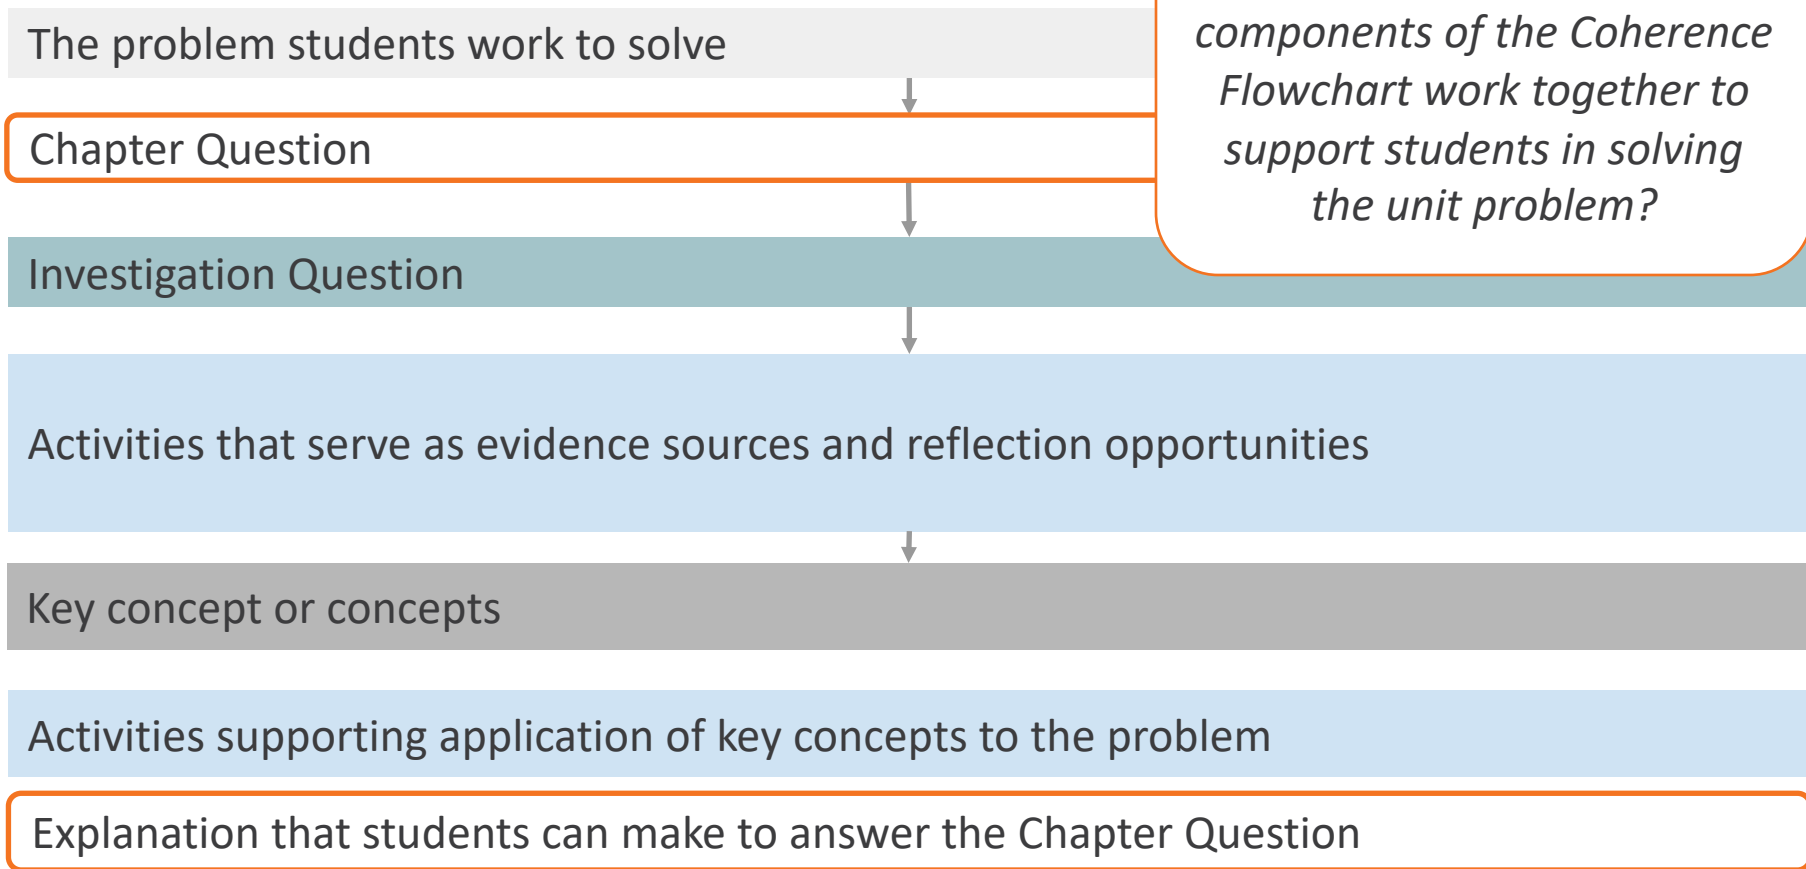 The problem students work to solve
components of the Coherence
Flowchart work together to
support students in solving
the unit problem?
Chapter Question
Investigation Question
Activities that serve as evidence sources and reflection opportunities
Key concept or concepts
Activities supporting application of key concepts to the problem
Explanation that students can make to answer the Chapter Question